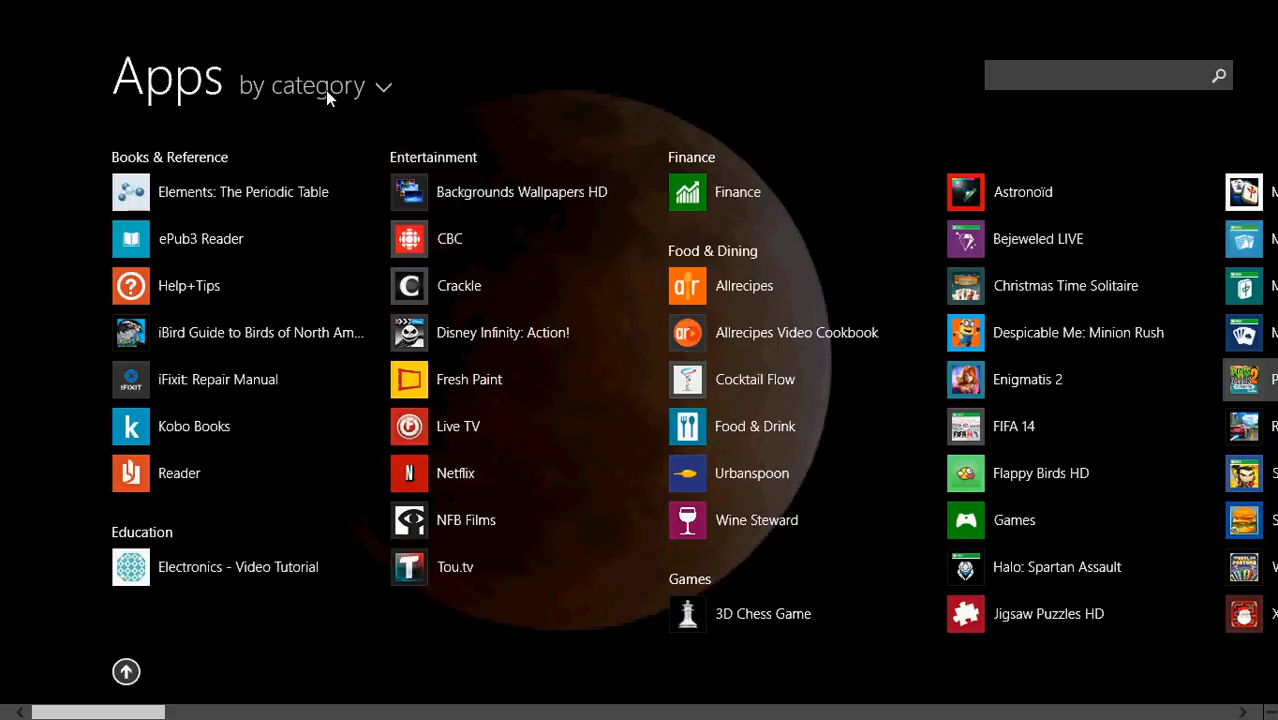 Apps by category
Books & Reference
Elements: The Periodic Table
ePub3 Reader
Help+Tips
iBird Guide to Birds of North Am...
iFixit: Repair Manual
Kobo Books
Reader
Education
Electronics - Video Tutorial
Entertainment
Backgrounds Wallpapers HD
CBC
Crackle
Disney Infinity: Action!
Fresh Paint
Live TV
Netflix
NFB Films
Tou.tv
Finance
Finance
Food & Dining
Allrecipes
Allrecipes Video Cookbook
Cocktail Flow
Food & Drink
Urbanspoon
Wine Steward
Games
3D Chess Game
Astronoïd
Bejeweled LIVE
Christmas Time Solitaire
Despicable Me: Minion Rush
Enigmatis 2
FIFA 14
Flappy Birds HD
Games
Halo: Spartan Assault
Jigsaw Puzzles HD